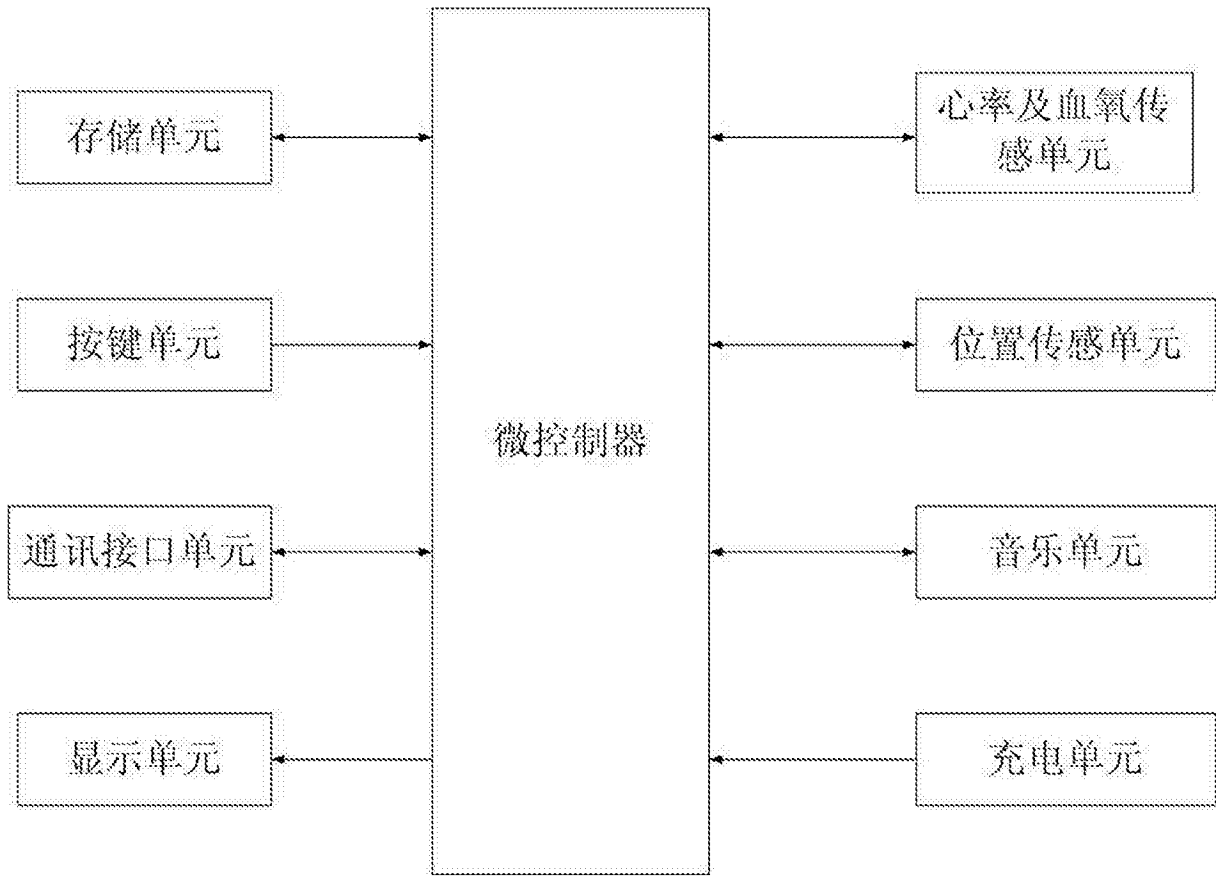 存储单元
按键单元
通讯接口单元
显示单元
微控制器
心率及血氧传
感单元
位置传感单元
音乐单元
充电单元